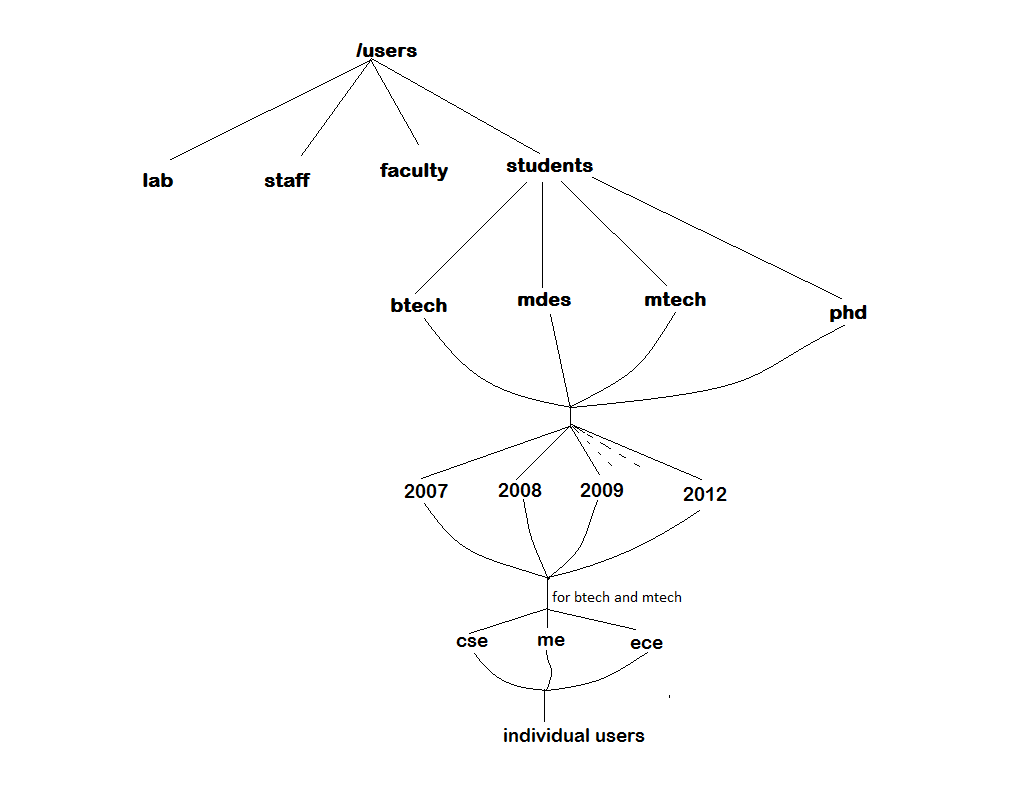 /users
lab
staff
faculty
students
btech
mdes
mtech
phd
2007
2008
2009
2012
for btech and mtech
cse
me
ece
individual users